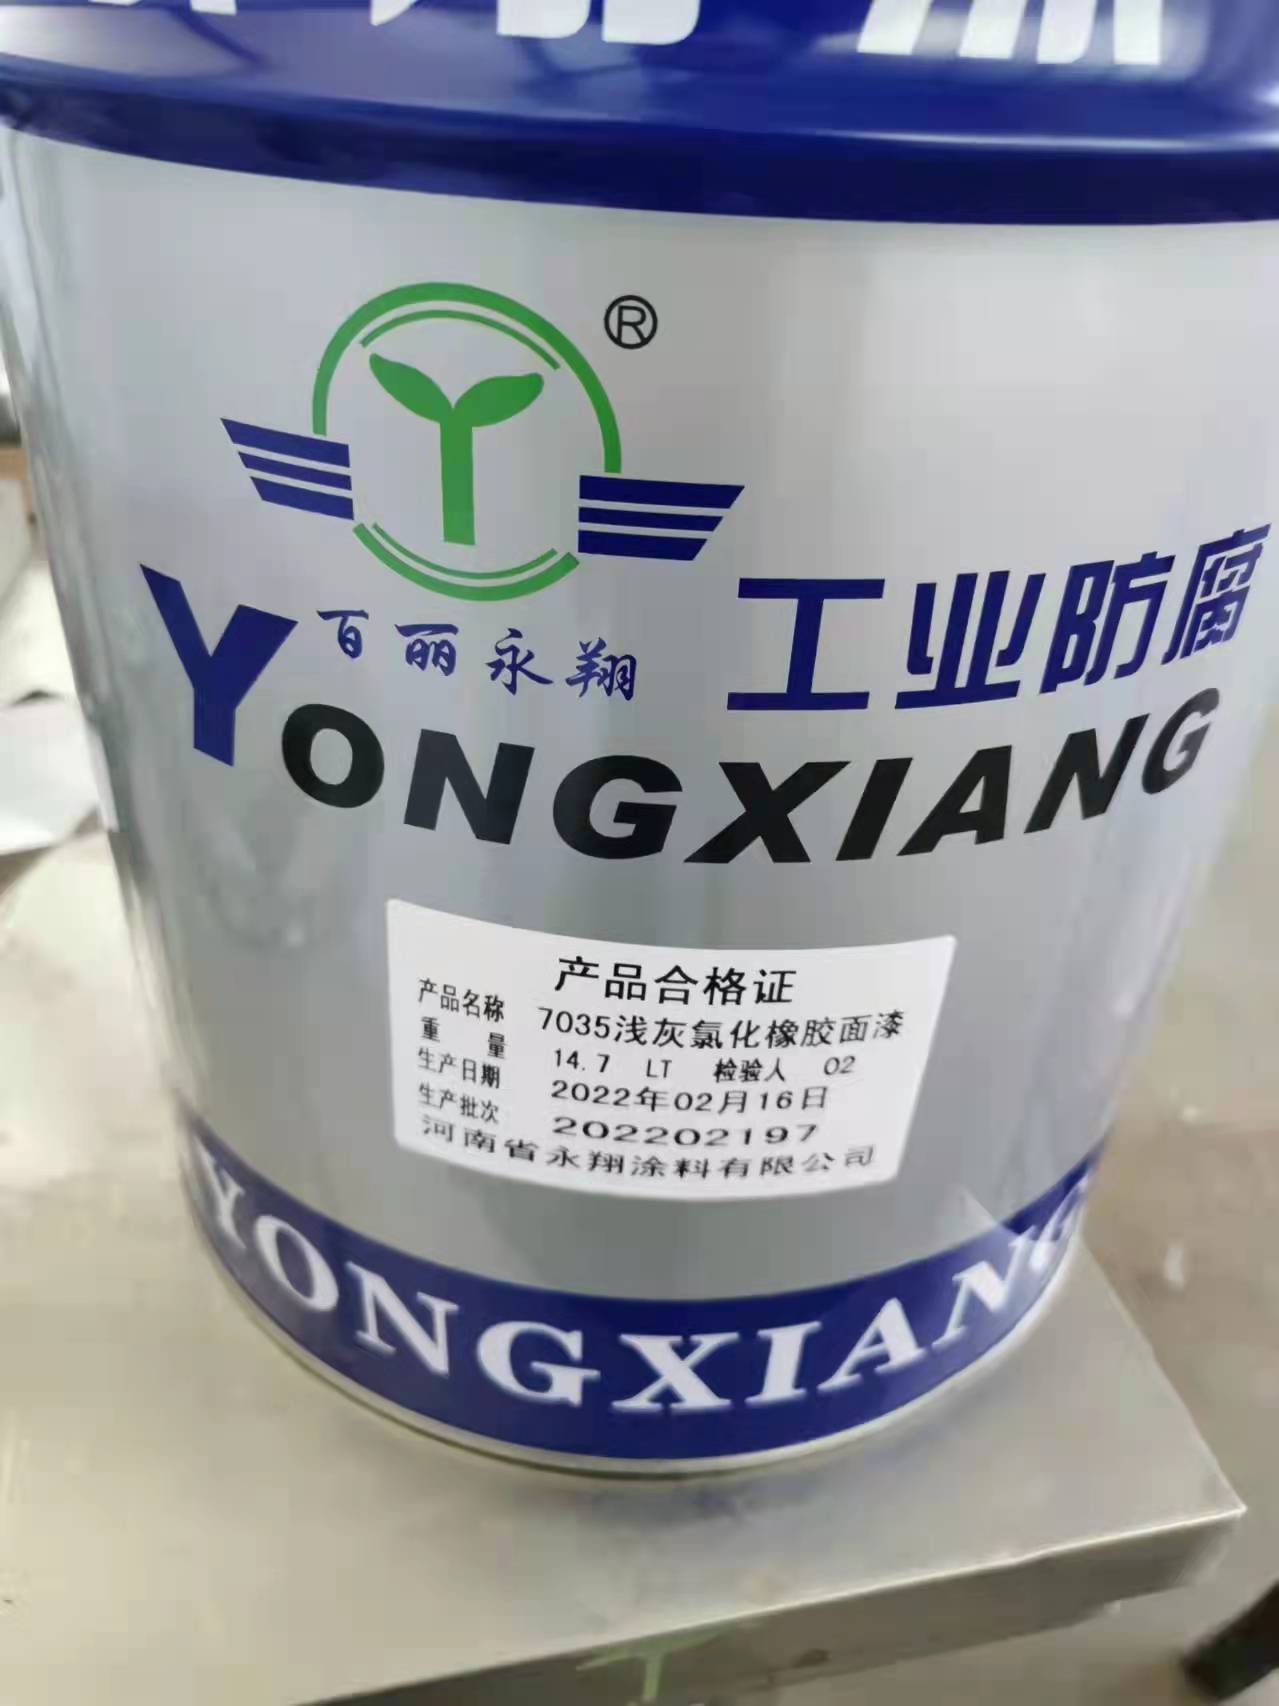 ®
百丽永翔
工业防腐
YONGXIANG
产品合格证
产品名称 7035浅灰氯化橡胶面漆
重量 14.7 LT 检验人 02
生产日期 2022年02月16日
生产批次 202202197
河南省永翔涂料有限公司
YONGXIANG